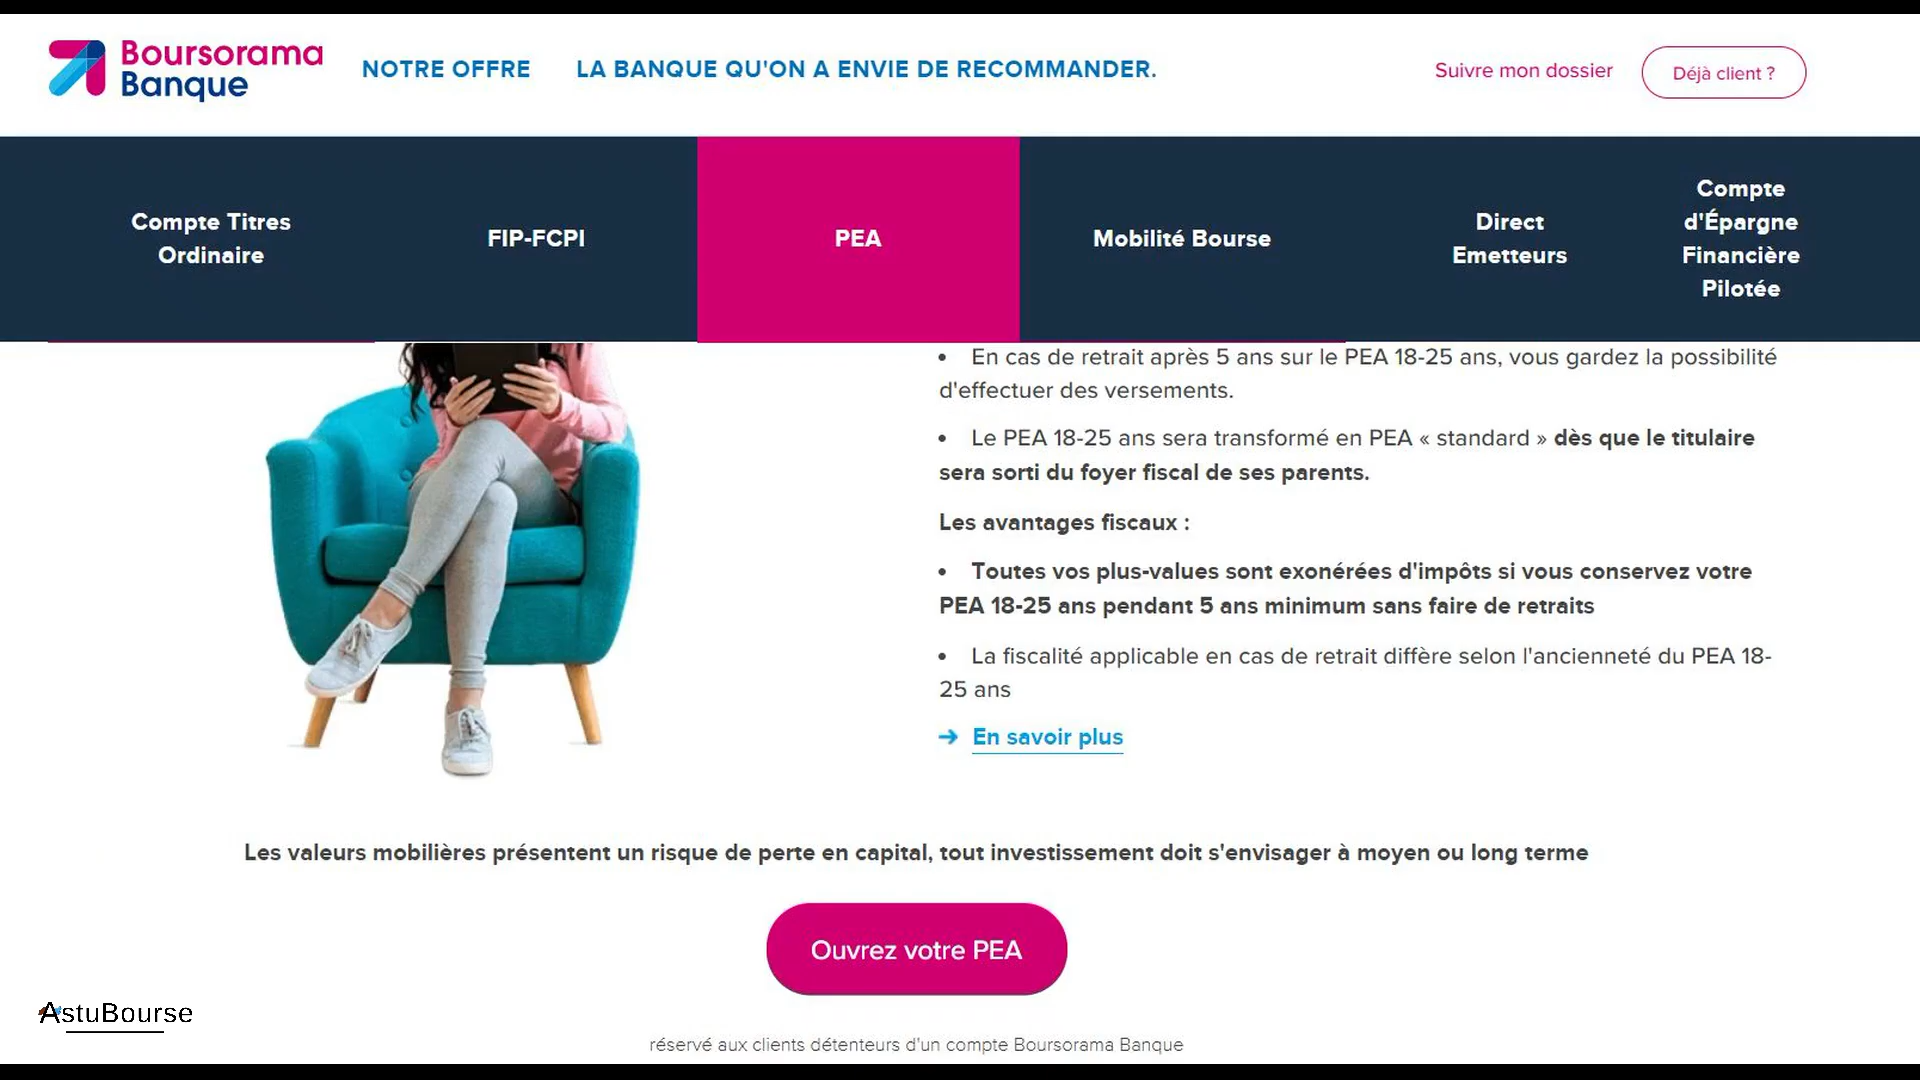 Boursorama
Banque
NOTRE OFFRE
LA BANQUE QU'ON A ENVIE DE RECOMMANDER.
Suivre mon dossier
Déjà client ?
Compte Titres
Ordinaire
FIP-FCPI
PEA
Mobilité Bourse
Direct
Emetteurs
Compte
d'Épargne
Financière
Pilotée
• En cas de retrait après 5 ans sur le PEA 18-25 ans, vous gardez la possibilité
d'effectuer des versements.
• Le PEA 18-25 ans sera transformé en PEA « standard » dès que le titulaire
sera sorti du foyer fiscal de ses parents.
Les avantages fiscaux :
• Toutes vos plus-values sont exonérées d'impôts si vous conservez votre
PEA 18-25 ans pendant 5 ans minimum sans faire de retraits
• La fiscalité applicable en cas de retrait diffère selon l'ancienneté du PEA 18-
25 ans
→ En savoir plus
Les valeurs mobilières présentent un risque de perte en capital, tout investissement doit s'envisager à moyen ou long terme
Ouvrez votre PEA
AstuBourse
réservé aux clients détenteurs d'un compte Boursorama Banque